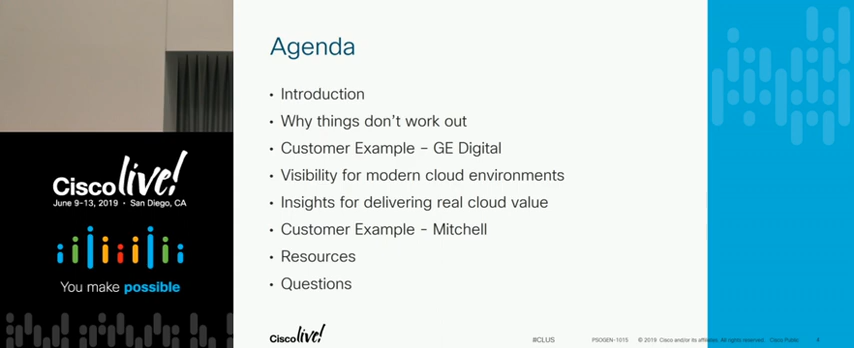 Cisco live!
June 9-13, 2019 • San Diego, CA
You make possible
Agenda
• Introduction
• Why things don't work out
• Customer Example – GE Digital
• Visibility for modern cloud environments
• Insights for delivering real cloud value
• Customer Example - Mitchell
• Resources
• Questions
Cisco live!
#CLUS
PSOGEN-1015
© 2019 Cisco and/or its affiliates. All rights reserved. Cisco Public
4